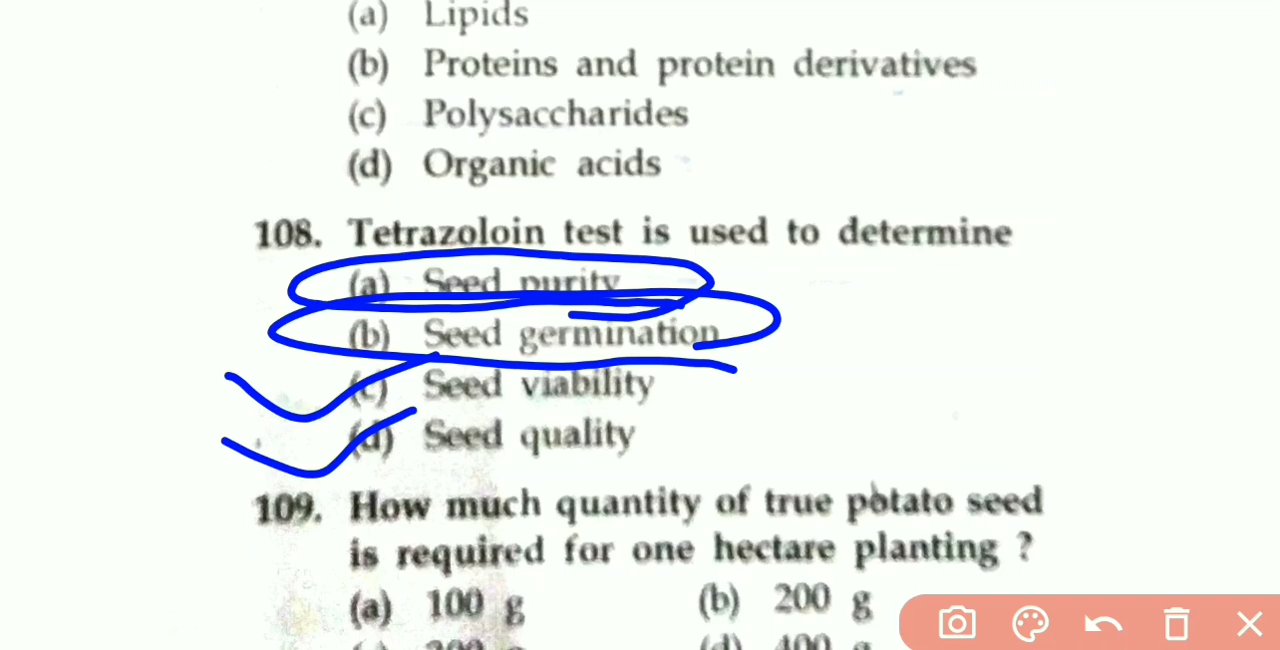 (a) Lipids
(b) Proteins and protein derivatives
(c) Polysaccharides
(d) Organic acids
108. Tetrazoloin test is used to determine
(a) Seed purity
(b) Seed germination
(c) Seed viability
(d) Seed quality
109. How much quantity of true potato seed
is required for one hectare planting ?
(a) 100 g (b) 200 g
(d) 400 g